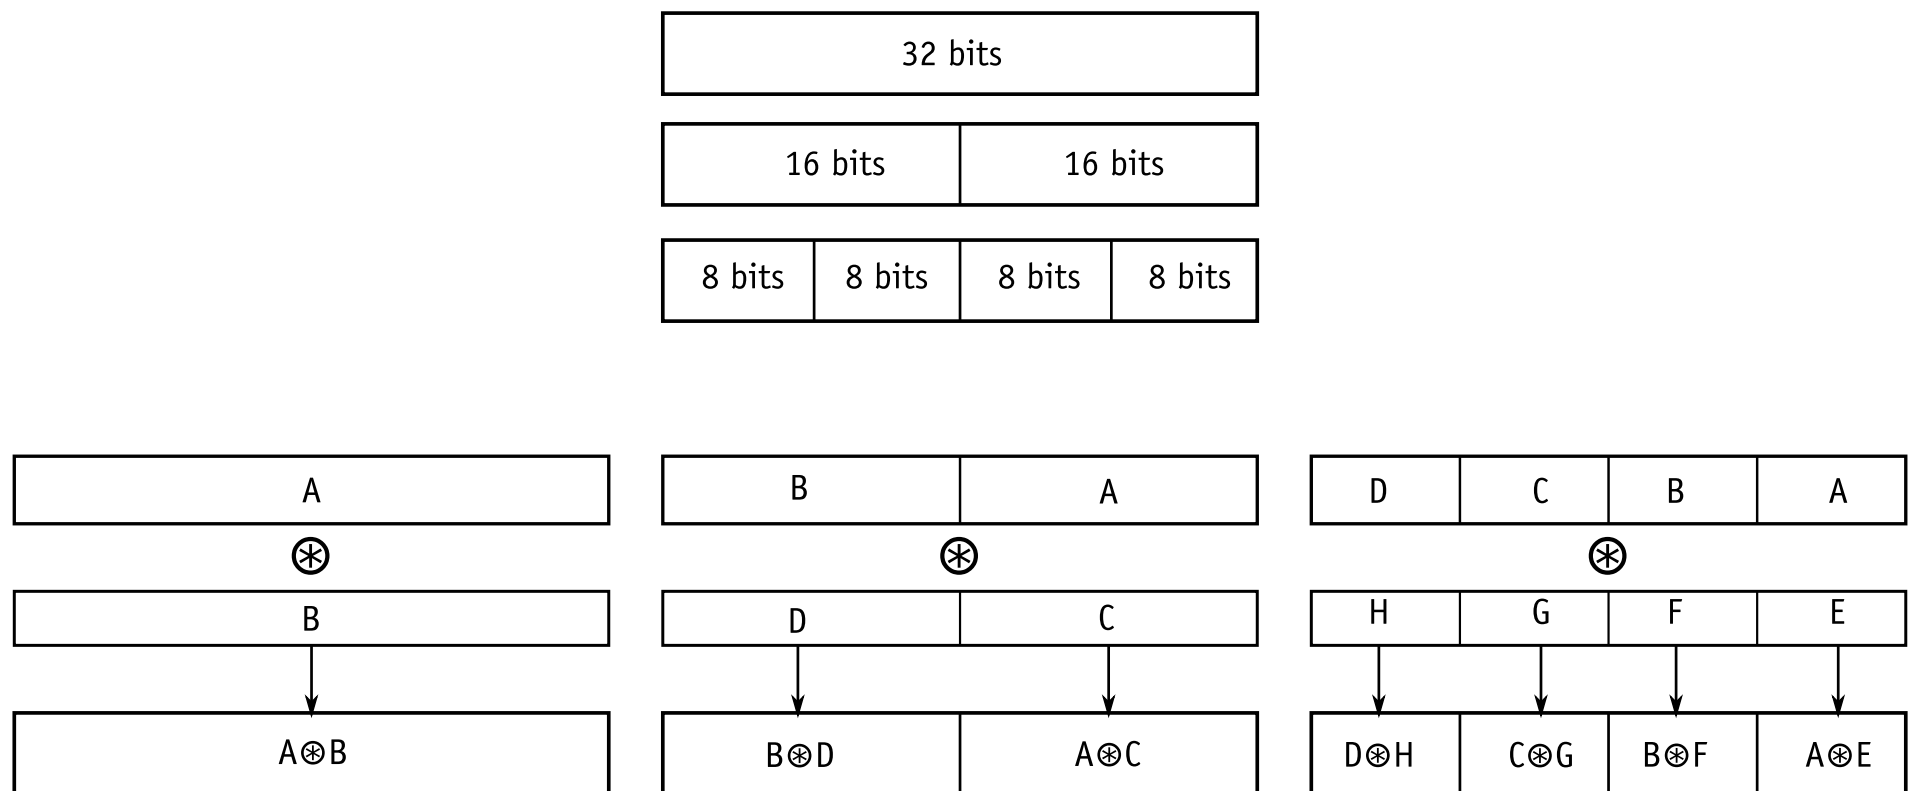 32 bits
16 bits 16 bits
8 bits 8 bits 8 bits 8 bits
A B A D C B A
⊛ ⊛ ⊛
B D C H G F E
A⊛B B⊛D A⊛C D⊛H C⊛G B⊛F A⊛E